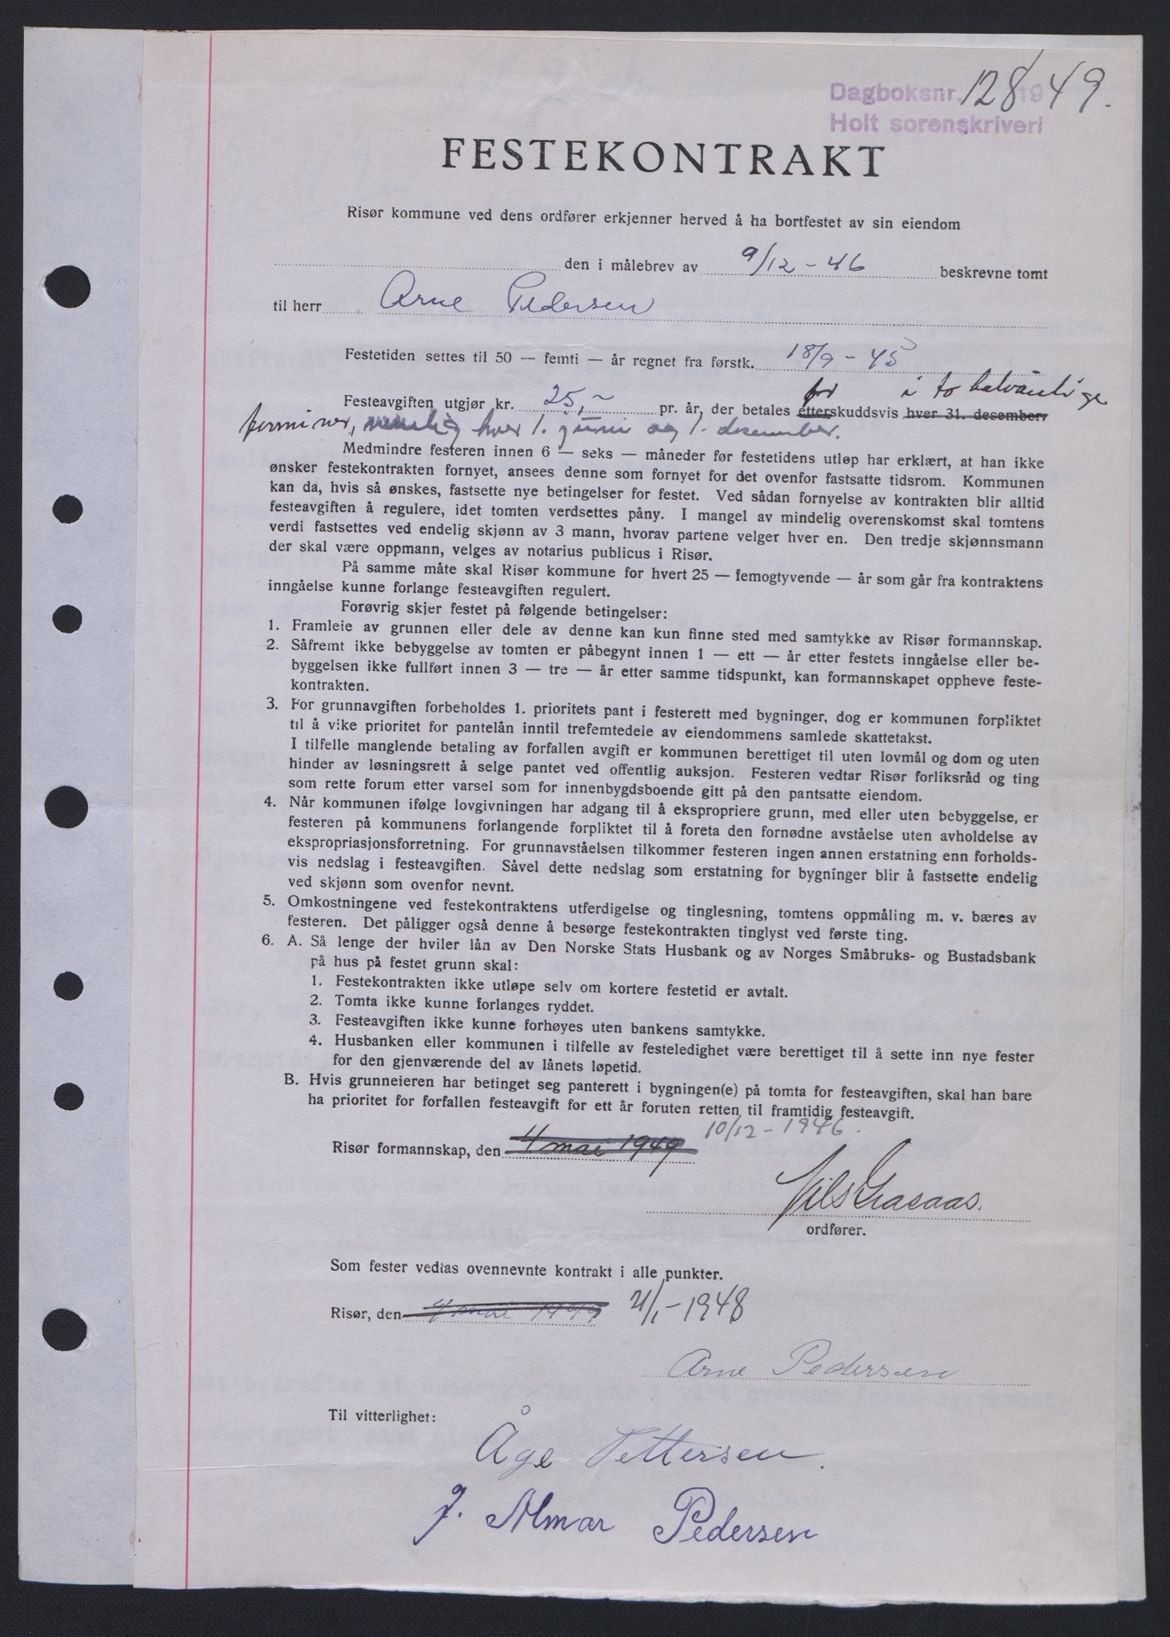 Dagboksnr. 128/1949.
Holt sorenskriveri
FESTEKONTRAKT
Risør kommune ved dens ordfører erkjenner herved å ha bortfestet av sin eiendom
den i målebrev av 9/12-46 beskrevne tomt
til herr Arne Pedersen
Festetiden settes til 50 — femti — år regnet fra førstk. 18/9-45
for i to halvårlige
Festeavgiften utgjør kr. 25,- pr. år, der betales etterskuddsvis hver 31. desember.
terminer, nemlig hver 1. juni og 1. desember.
Medmindre festeren innen 6 — seks — måneder før festetidens utløp har erklært, at han ikke
ønsker festekontrakten fornyet, ansees denne som fornyet for det ovenfor fastsatte tidsrom. Kommunen
kan da, hvis så ønskes, fastsette nye betingelser for festet. Ved sådan fornyelse av kontrakten blir alltid
festeavgiften å regulere, idet tomten verdsettes påny. I mangel av mindelig overenskomst skal tomtens
verdi fastsettes ved endelig skjønn av 3 mann, hvorav partene velger hver en. Den tredje skjønnsmann
der skal være oppmann, velges av notarius publicus i Risør.
På samme måte skal Risør kommune for hvert 25 — femogtyvende — år som går fra kontraktens
inngåelse kunne forlange festeavgiften regulert.
Forøvrig skjer festet på følgende betingelser:
1. Framleie av grunnen eller dele av denne kan kun finne sted med samtykke av Risør formannskap.
2. Såfremt ikke bebyggelse av tomten er påbegynt innen 1 — ett — år etter festets inngåelse eller be-
byggelsen ikke fullført innen 3 — tre — år etter samme tidspunkt, kan formannskapet oppheve feste-
kontrakten.
3. For grunnavgiften forbeholdes 1. prioritets pant i festerett med bygninger, dog er kommunen forpliktet
til å vike prioritet for pantelån inntil trefemtedeie av eiendommens samlede skattetakst.
I tilfelle manglende betaling av forfallen avgift er kommunen berettiget til uten lovmål og dom og uten
hinder av løsningsrett å selge pantet ved offentlig auksjon. Festeren vedtar Risør forliksråd og ting
som rette forum etter varsel som for innenbygdsboende gitt på den pantsatte eiendom.
4. Når kommunen ifølge lovgivningen har adgang til å ekspropriere grunn, med eller uten bebyggelse, er
festeren på kommunens forlangende forpliktet til å foreta den fornødne avståelse uten avholdelse av
ekspropriasjonsforretning. For grunnavståelsen tilkommer festeren ingen annen erstatning enn forholds-
vis nedslag i festeavgiften. Såvel dette nedslag som erstatning for bygninger blir å fastsette endelig
ved skjønn som ovenfor nevnt.
5. Omkostningene ved festekontraktens utferdigelse og tinglesning, tomtens oppmåling m. v. bæres av
festeren. Det påligger også denne å besørge festekontrakten tinglyst ved første ting.
6. A. Så lenge der hviler lån av Den Norske Stats Husbank og av Norges Småbruks- og Bustadsbank
på hus på festet grunn skal:
1. Festekontrakten ikke utløpe selv om kortere festetid er avtalt.
2. Tomta ikke kunne forlanges ryddet.
3. Festeavgiften ikke kunne forhøyes uten bankens samtykke.
4. Husbanken eller kommunen i tilfelle av festeledighet være berettiget til å sette inn nye fester
for den gjenværende del av lånets løpetid.
B. Hvis grunneieren har betinget seg panterett i bygningen(e) på tomta for festeavgiften, skal han bare
ha prioritet for forfallen festeavgift for ett år foruten retten til framtidig festeavgift.
Risør formannskap, den 4 mai 1949 10/12-1946.
Nils Graaas.
ordfører.
Som fester vedtas ovennevnte kontrakt i alle punkter.
Risør, den 4 mai 1949 21/1-1948
Arne Pedersen
Til vitterlighet:
Åge Pettersen.
J. Almar Pedersen